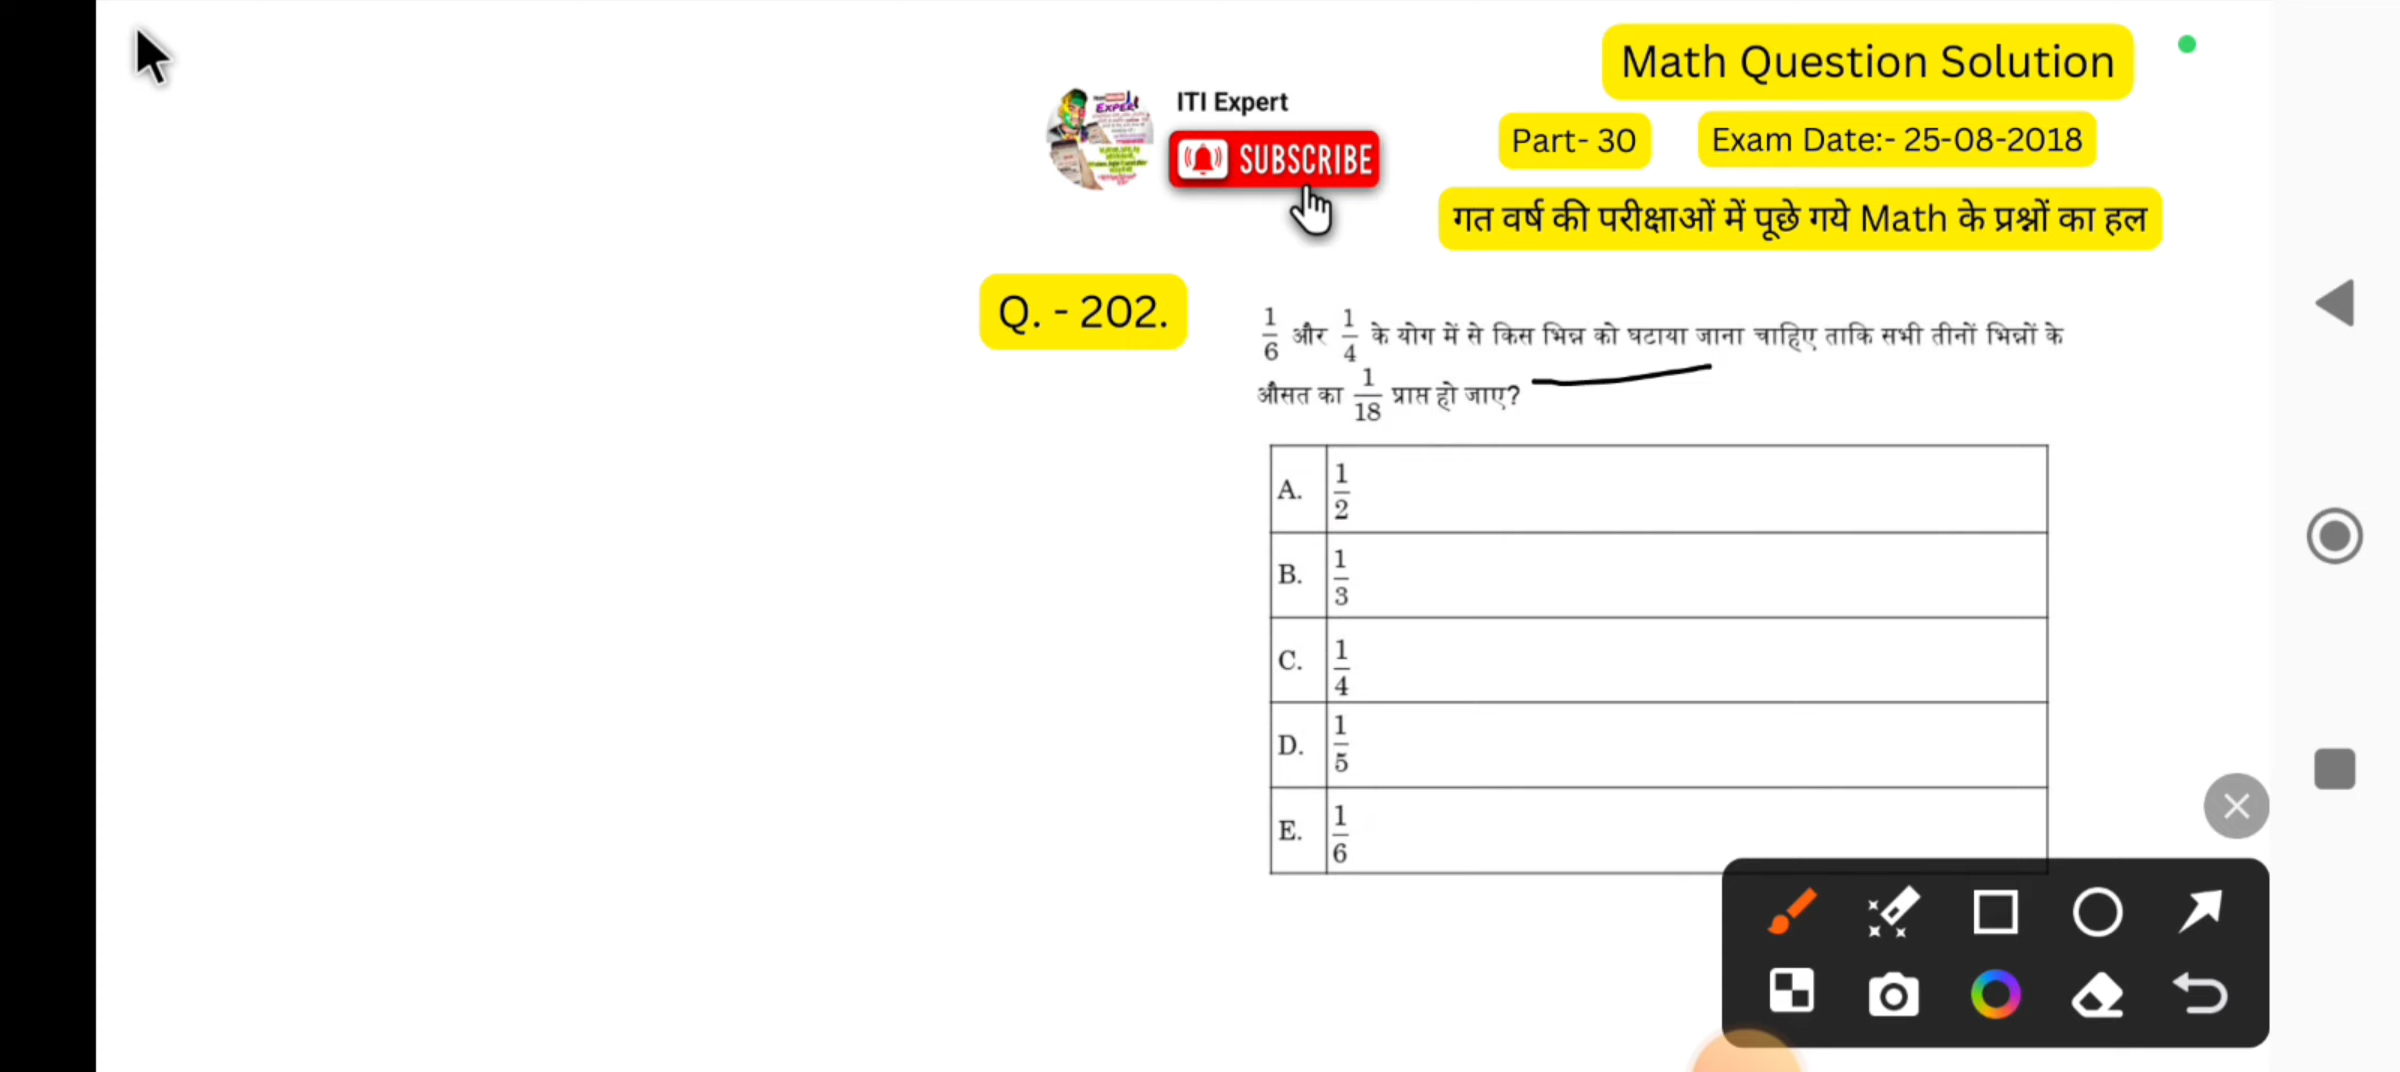 Math Question Solution
ITI Expert
SUBSCRIBE
Part- 30
Exam Date:- 25-08-2018
गत वर्ष की परीक्षाओं में पूछे गये Math के प्रश्नों का हल
Q. - 202.
1/6 और 1/4 के योग में से किस भिन्न को घटाया जाना चाहिए ताकि सभी तीनों भिन्नों के
औसत का 1/18 प्राप्त हो जाए?
A. 1/2
B. 1/3
C. 1/4
D. 1/5
E. 1/6
EXPERT